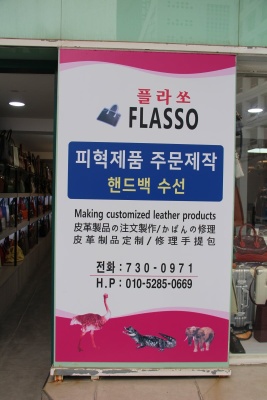 플라쏘
FLASSO
피혁제품 주문제작
핸드백 수선
Making customized leather products
皮革製品の注文製作/かばんの修理
皮革制品定制/修理手提包
전화:730-0971
H.P:010-5285-0669